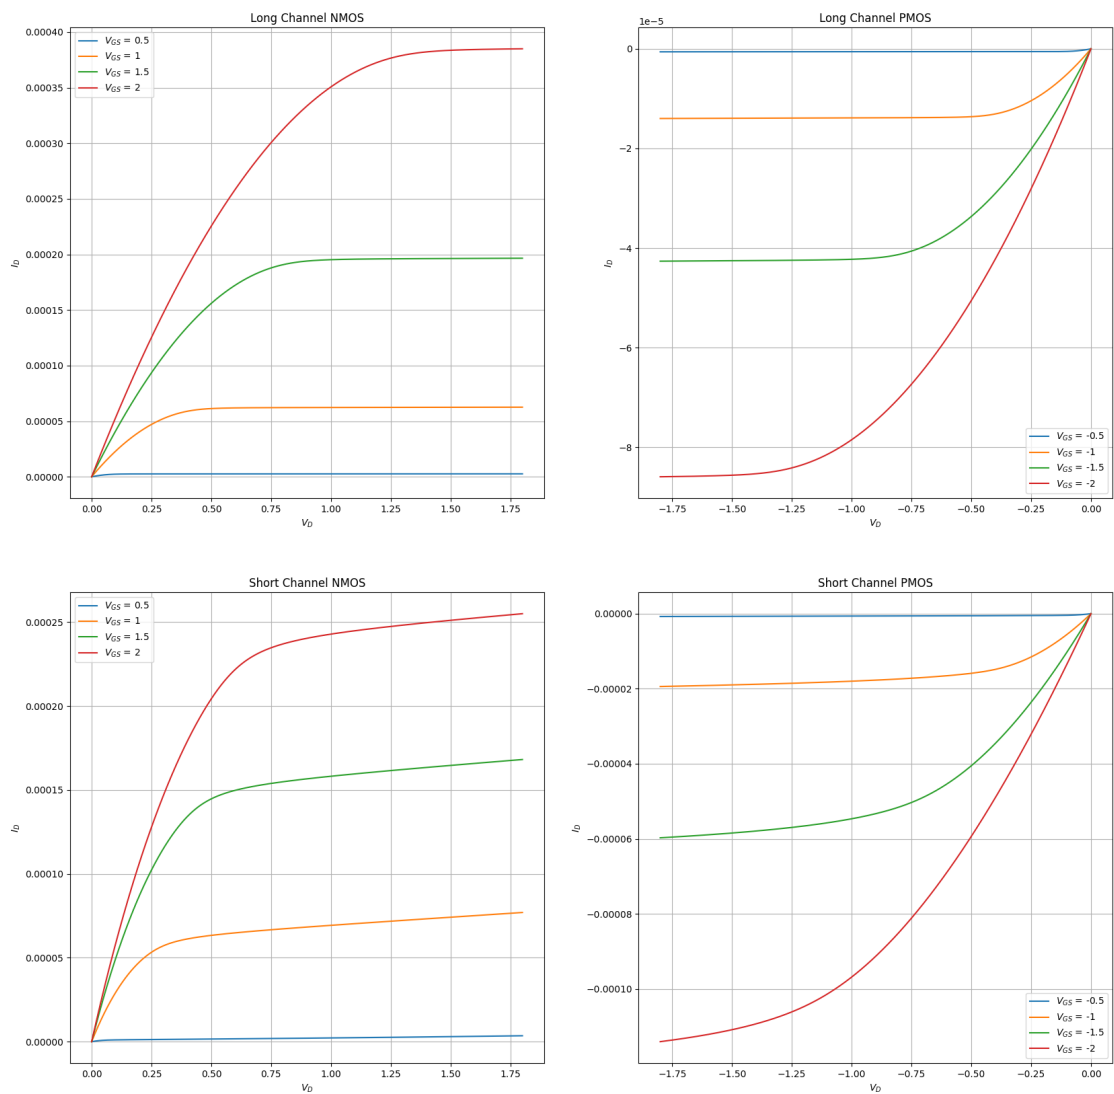 Long Channel NMOS
0.00040
0.00035
0.00030
0.00025
0.00020
0.00015
0.00010
0.00005
0.00000
I_D
V_GS = 0.5
V_GS = 1
V_GS = 1.5
V_GS = 2
0.00 0.25 0.50 0.75 1.00 1.25 1.50 1.75
V_D
Long Channel PMOS
1e−5
0
−2
−4
−6
−8
I_D
V_GS = -0.5
V_GS = -1
V_GS = -1.5
V_GS = -2
−1.75 −1.50 −1.25 −1.00 −0.75 −0.50 −0.25 0.00
V_D
Short Channel NMOS
0.00025
0.00020
0.00015
0.00010
0.00005
0.00000
I_D
V_GS = 0.5
V_GS = 1
V_GS = 1.5
V_GS = 2
0.00 0.25 0.50 0.75 1.00 1.25 1.50 1.75
V_D
Short Channel PMOS
0.00000
−0.00002
−0.00004
−0.00006
−0.00008
−0.00010
I_D
V_GS = -0.5
V_GS = -1
V_GS = -1.5
V_GS = -2
−1.75 −1.50 −1.25 −1.00 −0.75 −0.50 −0.25 0.00
V_D